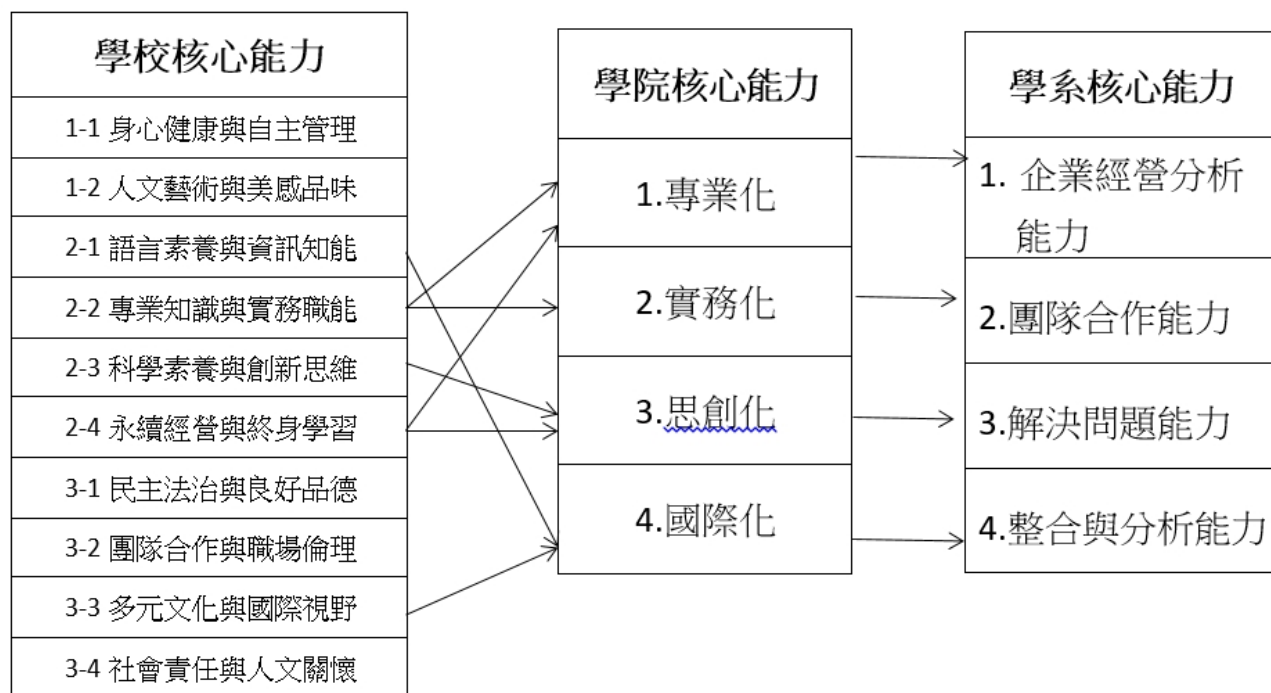 學校核心能力
1-1 身心健康與自主管理
1-2 人文藝術與美感品味
2-1 語言素養與資訊知能
2-2 專業知識與實務職能
2-3 科學素養與創新思維
2-4 永續經營與終身學習
3-1 民主法治與良好品德
3-2 團隊合作與職場倫理
3-3 多元文化與國際視野
3-4 社會責任與人文關懷
學院核心能力
1.專業化
2.實務化
3.思創化
4.國際化
學系核心能力
1. 企業經營分析
能力
2.團隊合作能力
3.解決問題能力
4.整合與分析能力